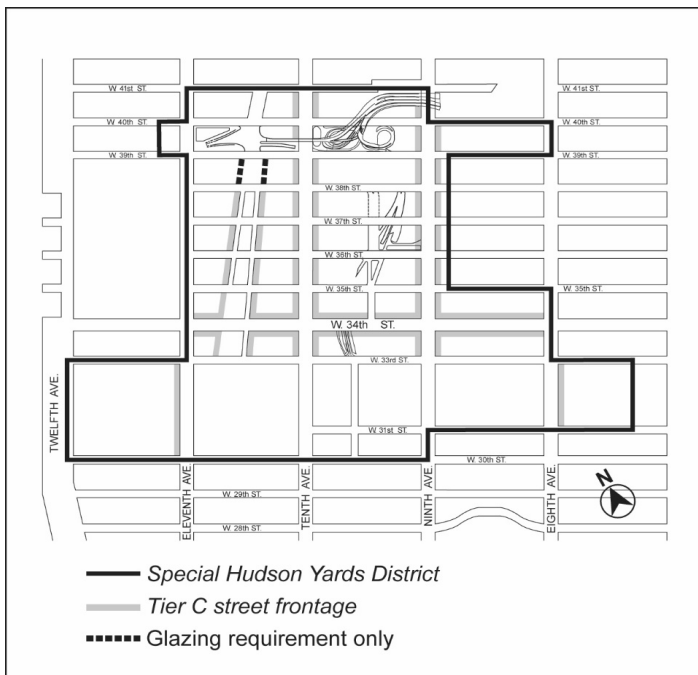 W. 41st ST.
W. 41st ST.
W. 40th ST.
W. 40th ST.
W. 39th ST.
W. 39th ST.
W. 38th ST.
W. 37th ST.
W. 36th ST.
W. 35th ST.
W. 35th ST.
W. 34th ST.
W. 33rd ST.
W. 31st ST.
W. 30th ST.
W. 29th ST.
W. 28th ST.
TWELFTH AVE.
ELEVENTH AVE.
TENTH AVE.
NINTH AVE.
EIGHTH AVE.
N
Special Hudson Yards District
Tier C street frontage
Glazing requirement only